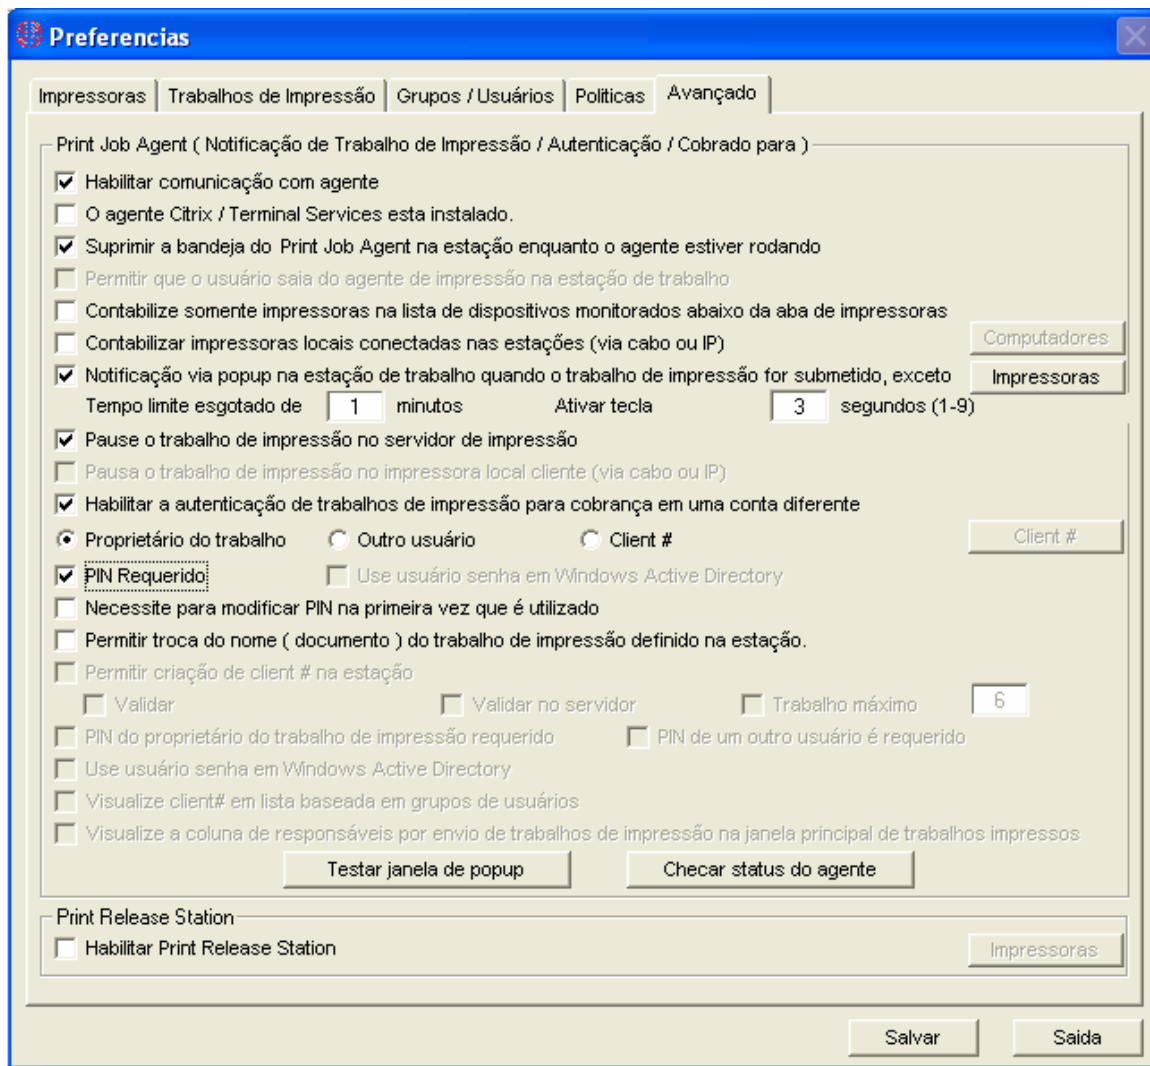 Preferencias
Impressoras Trabalhos de Impressão Grupos / Usuários Politicas Avançado
Print Job Agent ( Notificação de Trabalho de Impressão / Autenticação / Cobrado para )
Habilitar comunicação com agente
O agente Citrix / Terminal Services esta instalado.
Suprimir a bandeja do Print Job Agent na estação enquanto o agente estiver rodando
Permitir que o usuário saia do agente de impressão na estação de trabalho
Contabilize somente impressoras na lista de dispositivos monitorados abaixo da aba de impressoras
Contabilizar impressoras locais conectadas nas estações (via cabo ou IP) Computadores
Notificação via popup na estação de trabalho quando o trabalho de impressão for submetido, exceto Impressoras
Tempo limite esgotado de 1 minutos Ativar tecla 3 segundos (1-9)
Pause o trabalho de impressão no servidor de impressão
Pausa o trabalho de impressão no impressora local cliente (via cabo ou IP)
Habilitar a autenticação de trabalhos de impressão para cobrança em uma conta diferente
Proprietário do trabalho Outro usuário Client # Client #
PIN Requerido Use usuário senha em Windows Active Directory
Necessite para modificar PIN na primeira vez que é utilizado
Permitir troca do nome ( documento ) do trabalho de impressão definido na estação.
Permitir criação de client # na estação
Validar Validar no servidor Trabalho máximo 6
PIN do proprietário do trabalho de impressão requerido PIN de um outro usuário é requerido
Use usuário senha em Windows Active Directory
Visualize client# em lista baseada em grupos de usuários
Visualize a coluna de responsáveis por envio de trabalhos de impressão na janela principal de trabalhos impressos
Testar janela de popup Checar status do agente
Print Release Station
Habilitar Print Release Station Impressoras
Salvar Saida